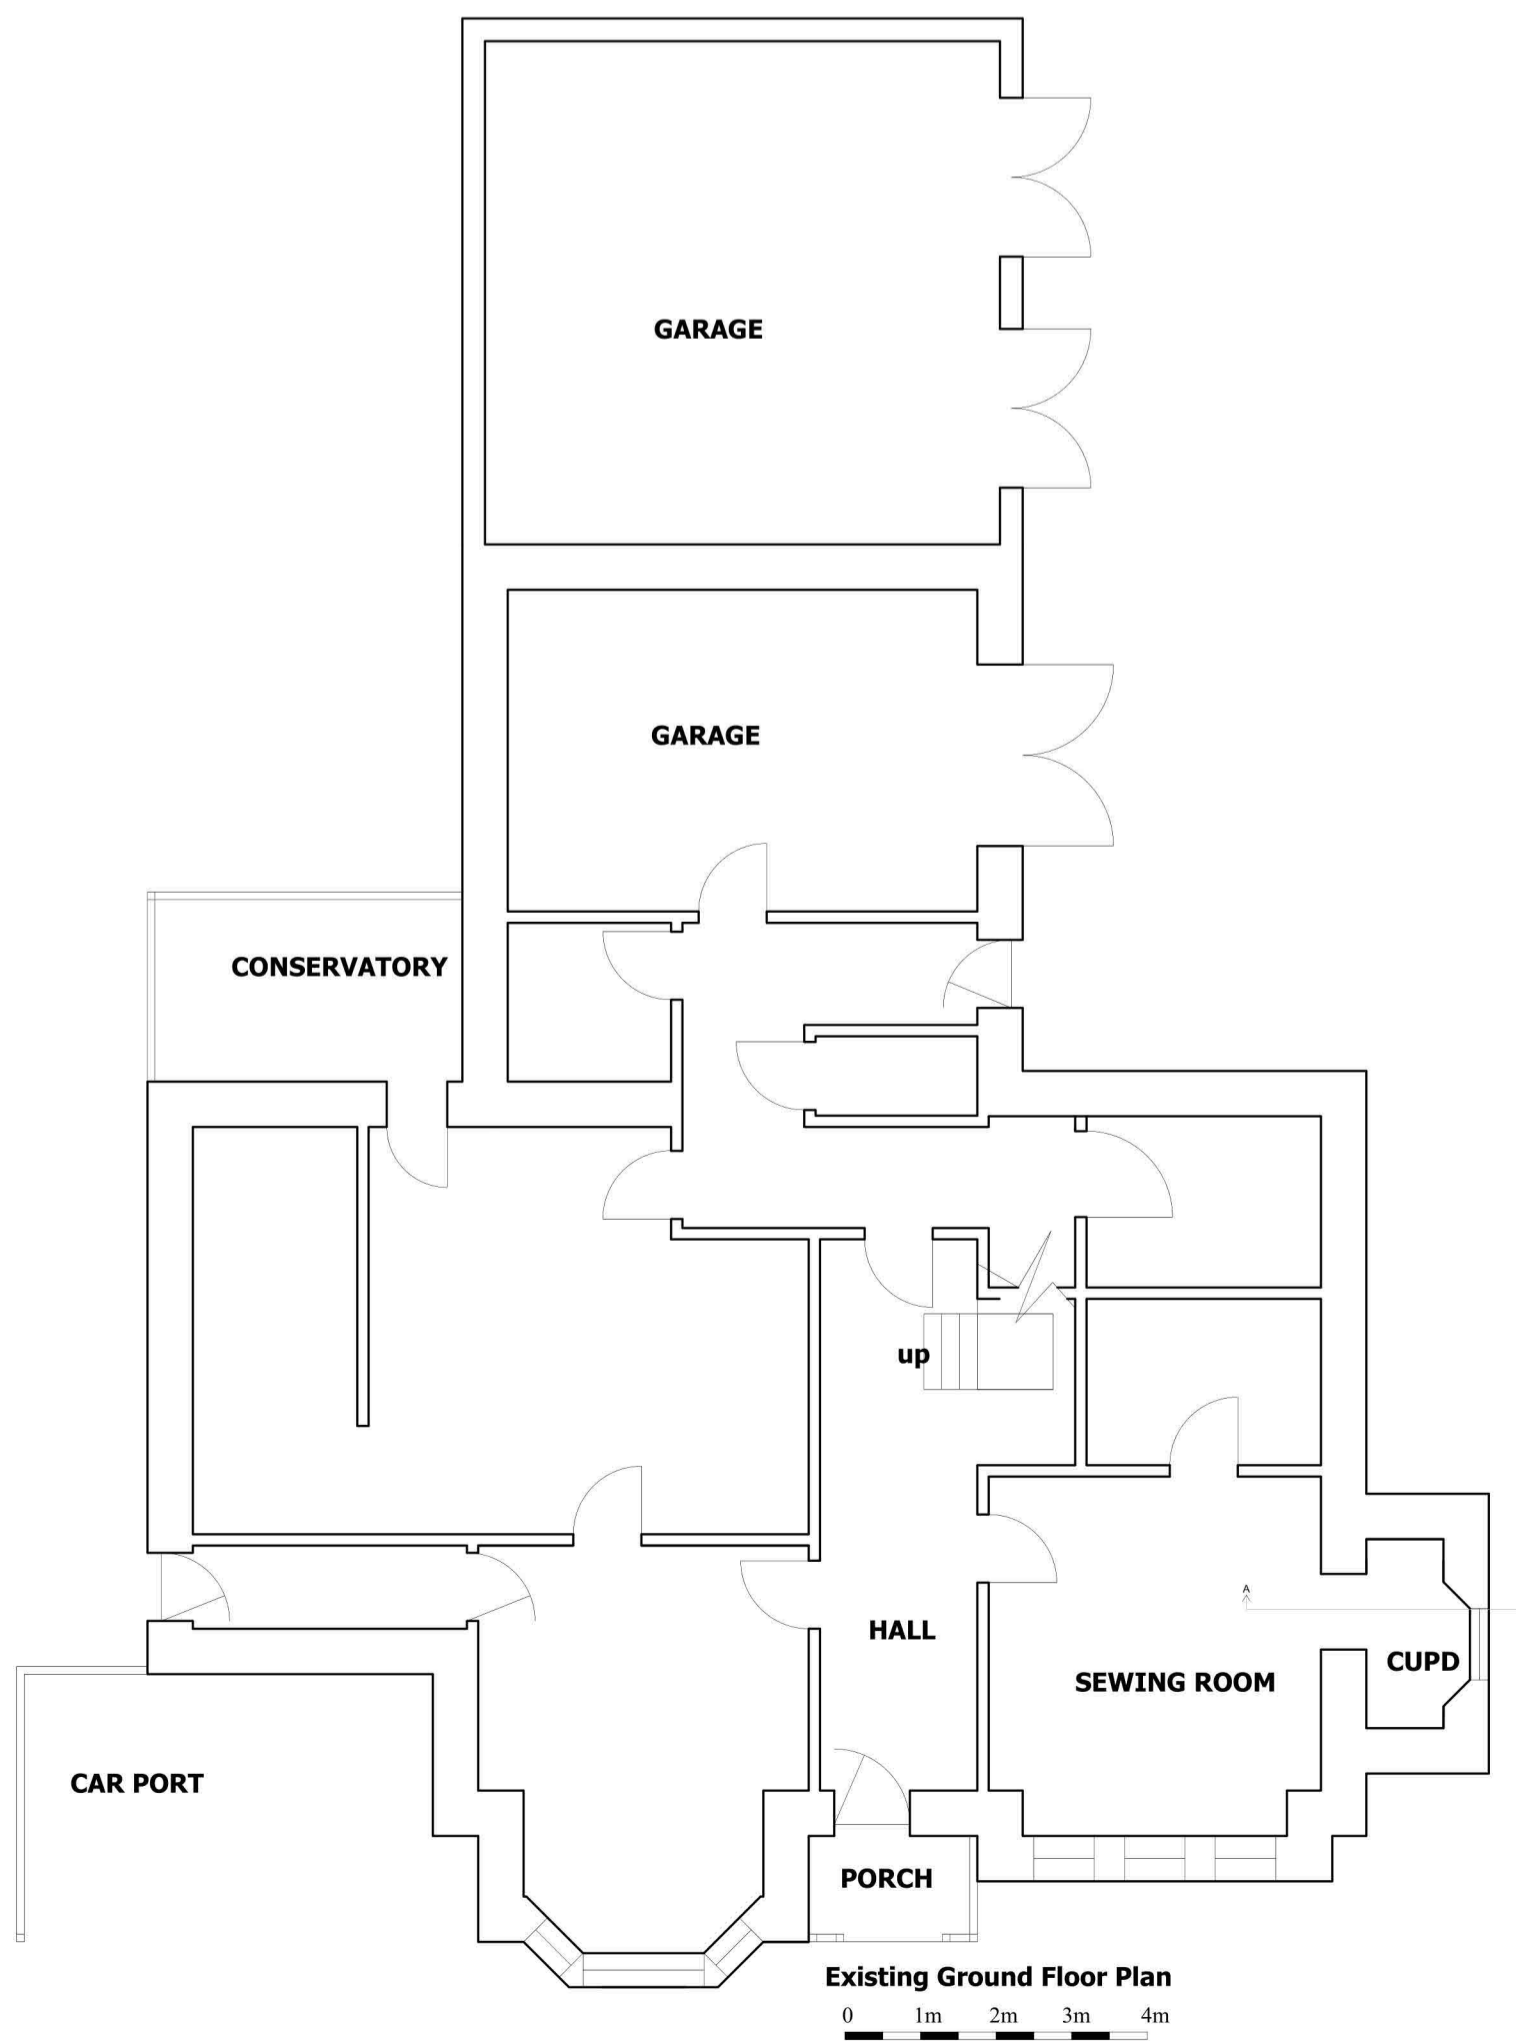 GARAGE
GARAGE
CONSERVATORY
up
A
HALL
CUPD
SEWING ROOM
CAR PORT
PORCH
Existing Ground Floor Plan
0 1m 2m 3m 4m